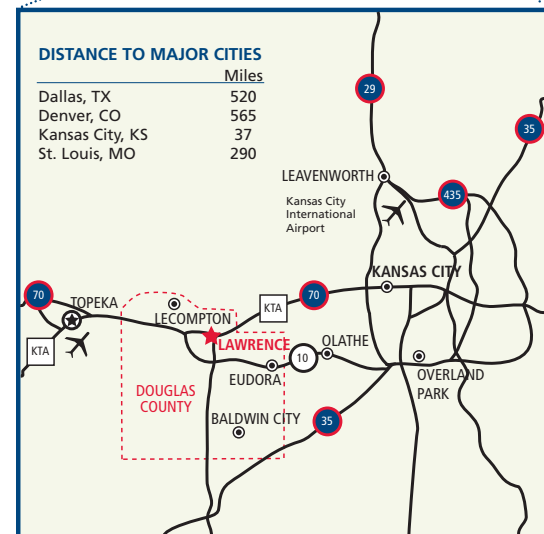 DISTANCE TO MAJOR CITIES
Miles
Dallas, TX 520
Denver, CO 565
Kansas City, KS 37
St. Louis, MO 290
29
35
LEAVENWORTH
435
Kansas City
International
Airport
KANSAS CITY
70
TOPEKA
LECOMPTON
KTA
70
KTA
LAWRENCE
10
OLATHE
EUDORA
OVERLAND
PARK
DOUGLAS
COUNTY
BALDWIN CITY
35